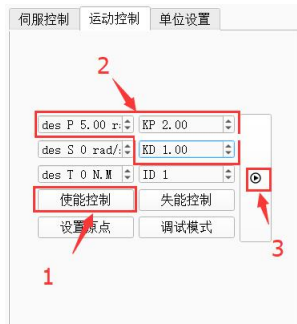 伺服控制 运动控制 单位设置
2
des P 5.00 r: KP 2.00
des S 0 rad/: KD 1.00
des T 0 N.M ID 1
使能控制 失能控制
设置原点 调试模式
1 3